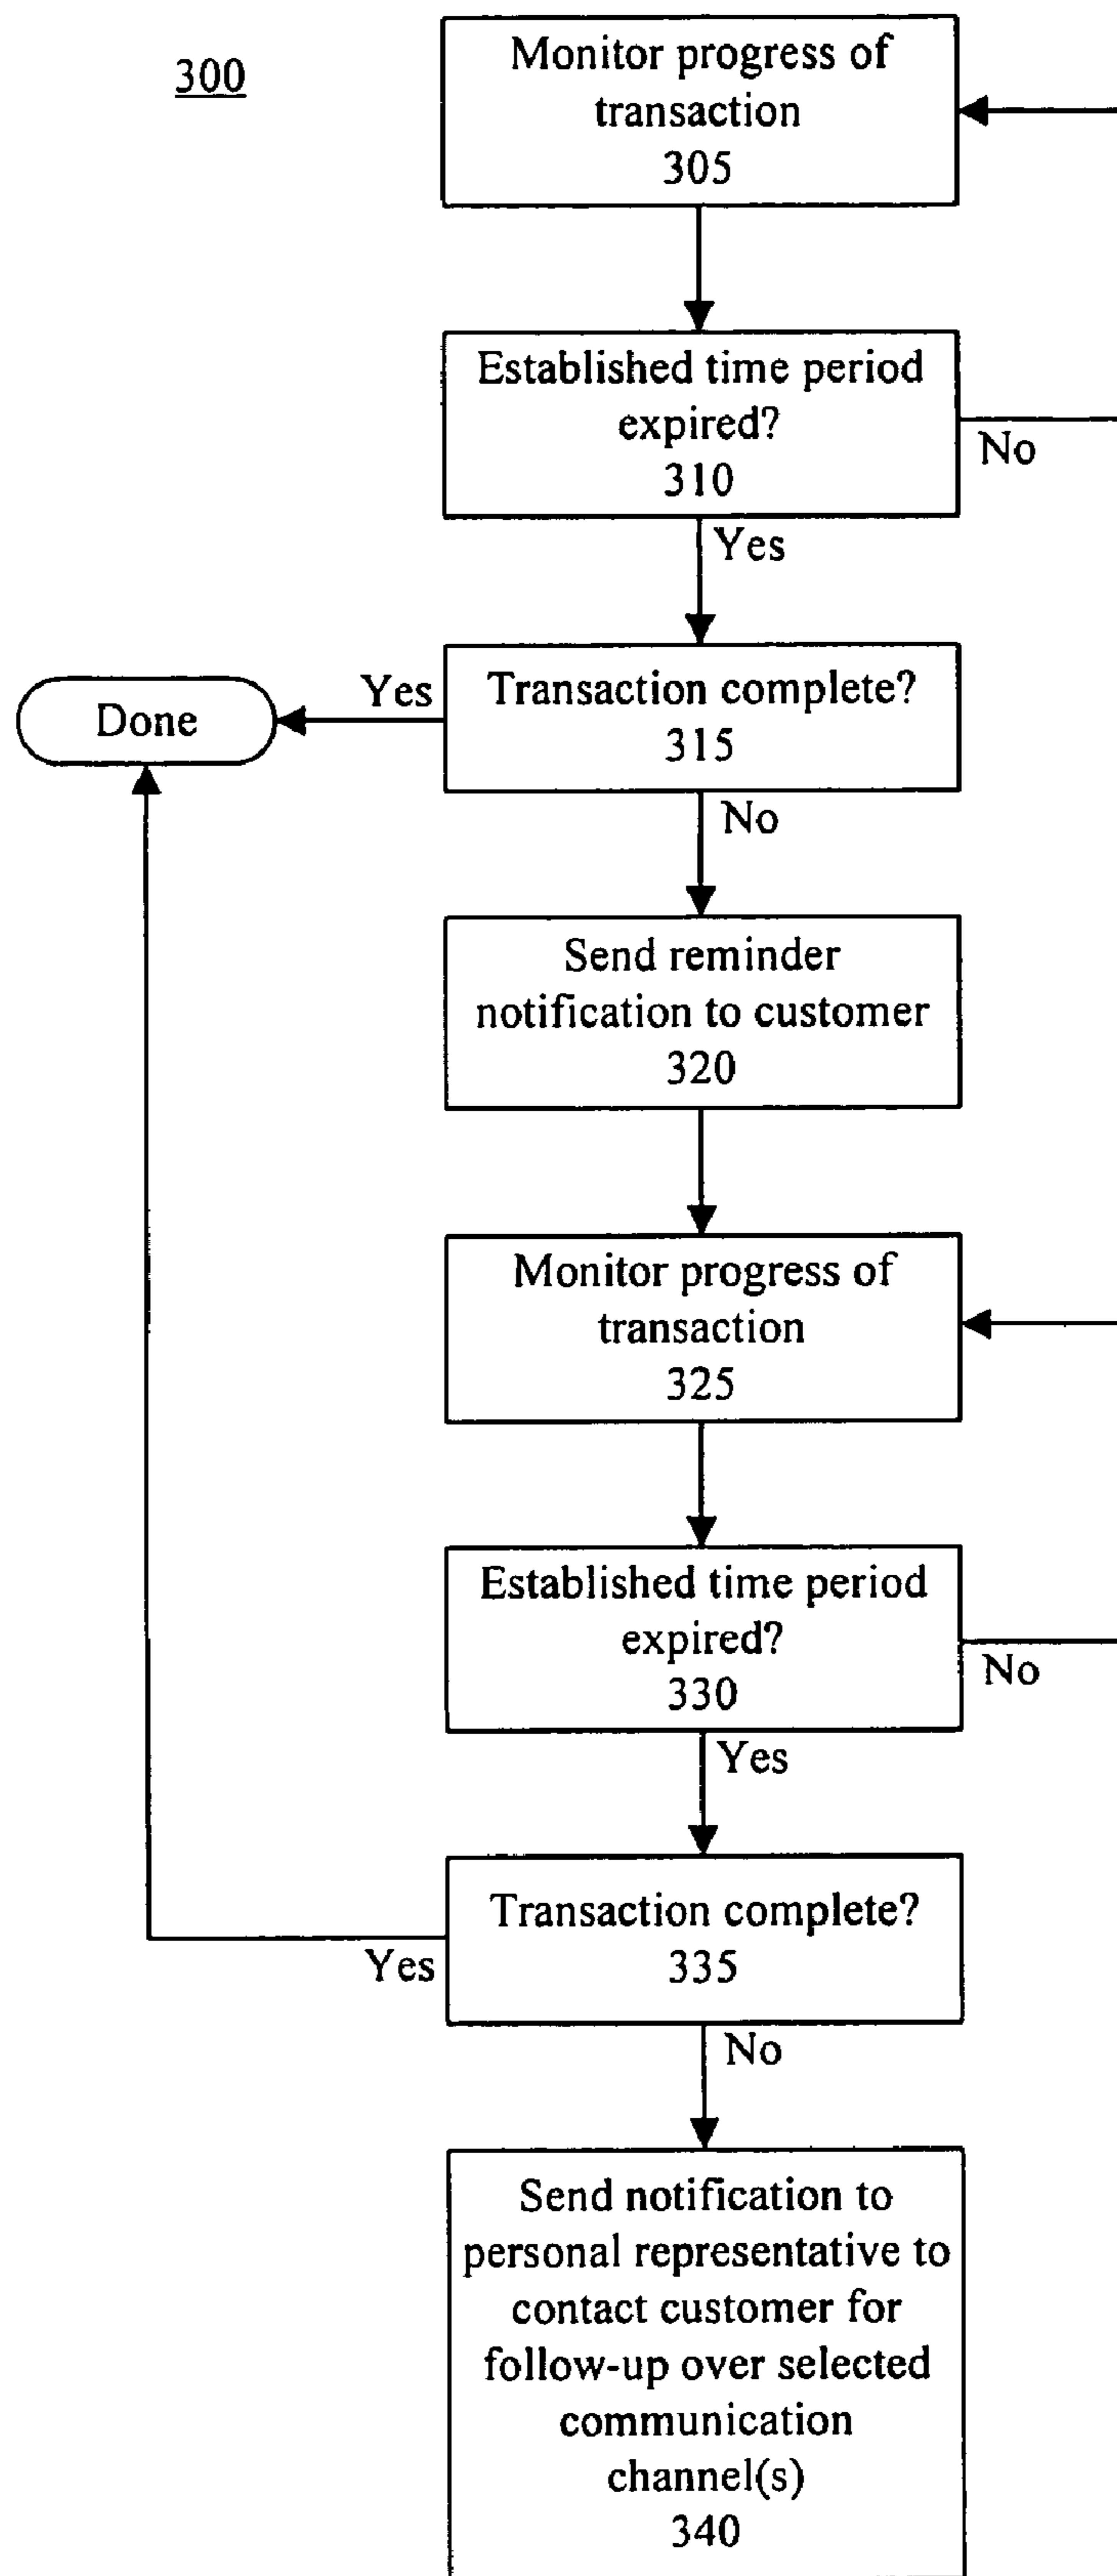 300
Monitor progress of
transaction
305
Established time period
expired?
310
No
Yes
Transaction complete?
315
Yes
Done
No
Send reminder
notification to customer
320
Monitor progress of
transaction
325
Established time period
expired?
330
No
Yes
Transaction complete?
335
Yes
No
Send notification to
personal representative to
contact customer for
follow-up over selected
communication
channel(s)
340